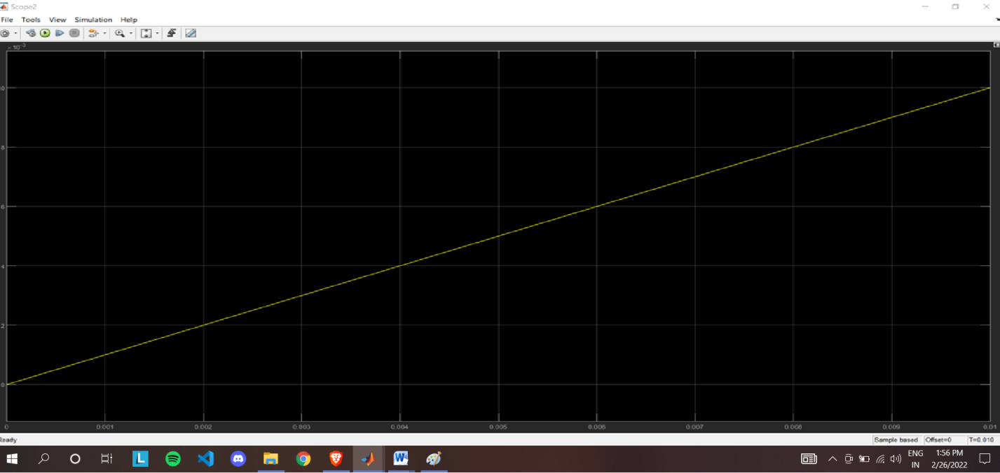 Scope2
File Tools View Simulation Help
× 10⁻³
10
8
6
4
2
0
0 0.001 0.002 0.003 0.004 0.005 0.006 0.007 0.008 0.009 0.01
Ready Sample based Offset=0 T=0.010
L W ENG 1:56 PM
IN 2/26/2022